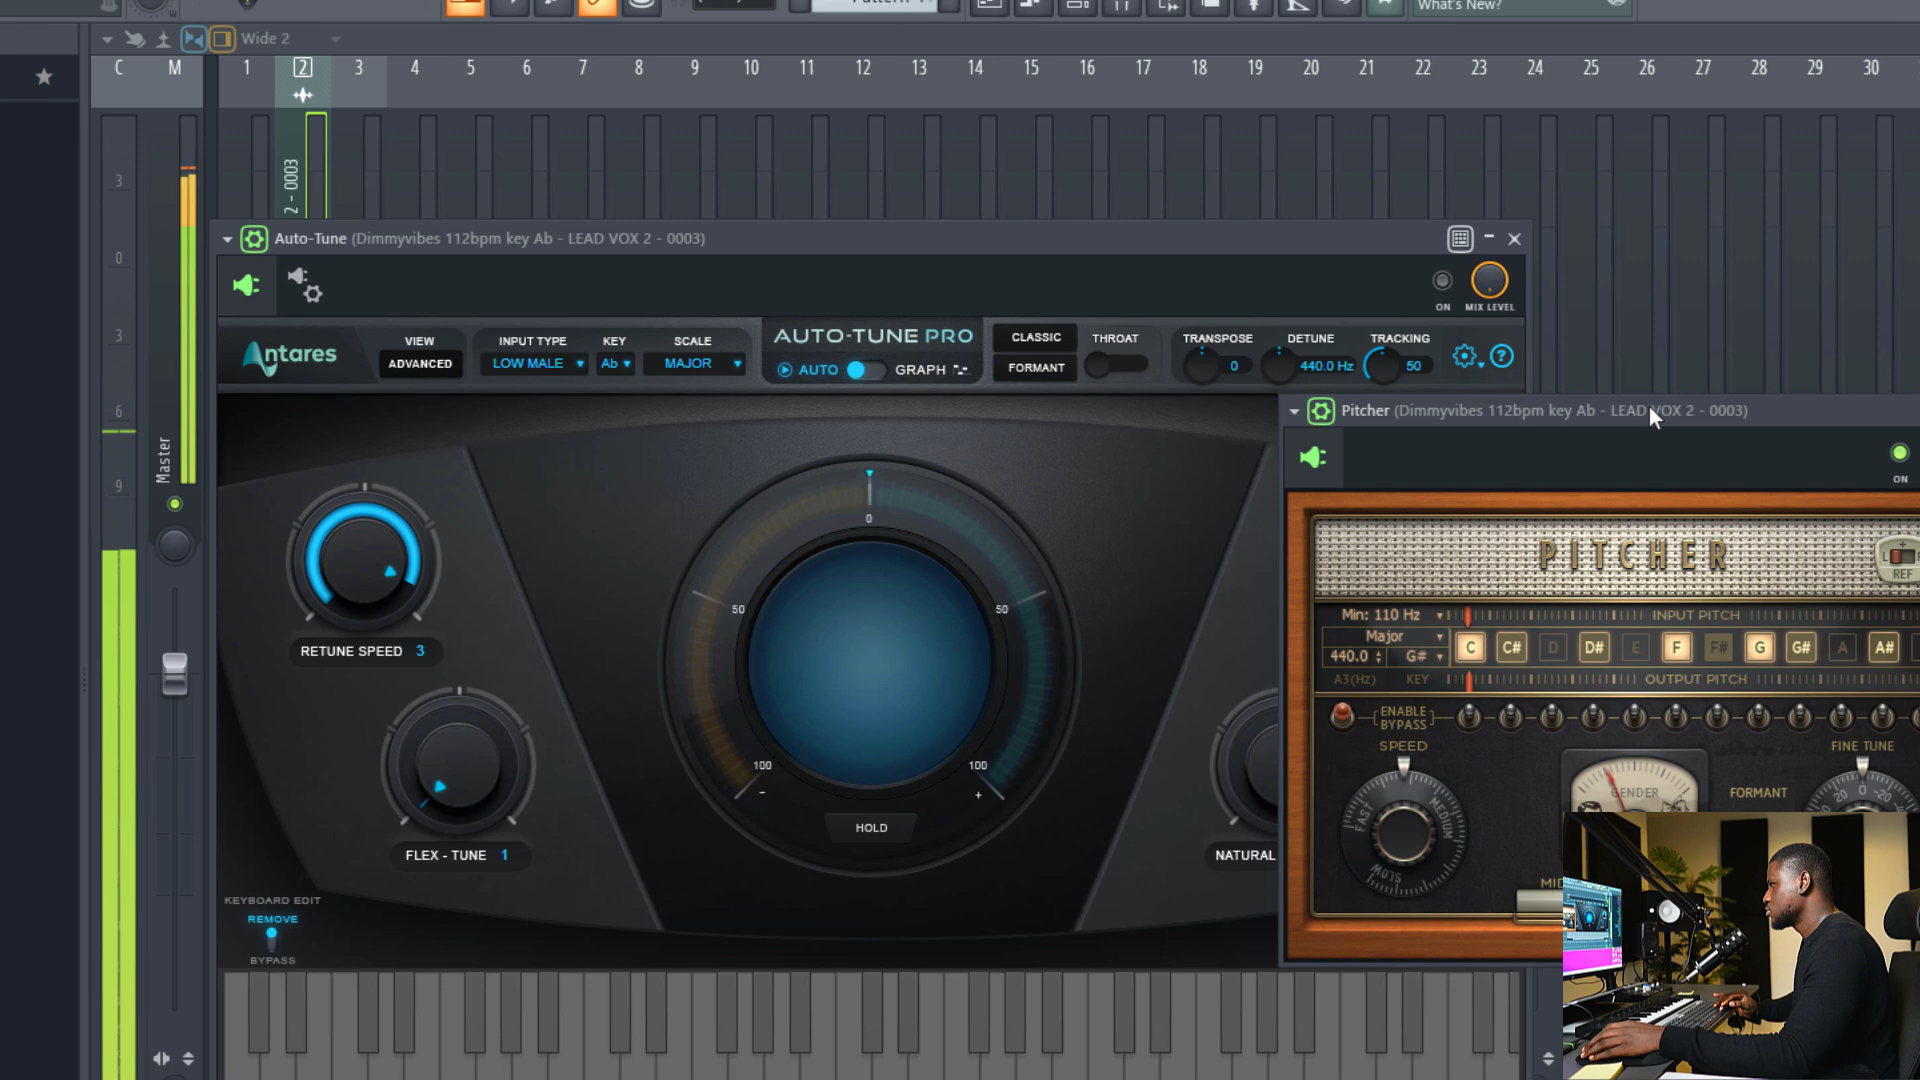 What's New?
Wide 2
C M 1 2 3 4 5 6 7 8 9 10 11 12 13 14 15 16 17 18 19 20 21 22 23 24 25 26 27 28 29 30
2 - 0003
3
0
3
6
9
Master
Auto-Tune (Dimmyvibes 112bpm key Ab - LEAD VOX 2 - 0003)
ON MIX LEVEL
Antares
VIEW
ADVANCED
INPUT TYPE
LOW MALE
KEY
Ab
SCALE
MAJOR
AUTO-TUNE PRO
AUTO GRAPH
CLASSIC
FORMANT
THROAT
TRANSPOSE
0
DETUNE
440.0 Hz
TRACKING
50
?
RETUNE SPEED 3
FLEX - TUNE 1
0
50 50
100 100
- +
HOLD
NATURAL
KEYBOARD EDIT
REMOVE
BYPASS
Pitcher (Dimmyvibes 112bpm key Ab - LEAD VOX 2 - 0003)
ON
PITCHER
L
REF
Min: 110 Hz
INPUT PITCH
Major
440.0 G#
C C# D D# E F F# G G# A A#
A3(Hz) KEY
OUTPUT PITCH
ENABLE
BYPASS
SPEED
FAST MEDIUM SLOW
GENDER
FORMANT
FINE TUNE
20 0 -20